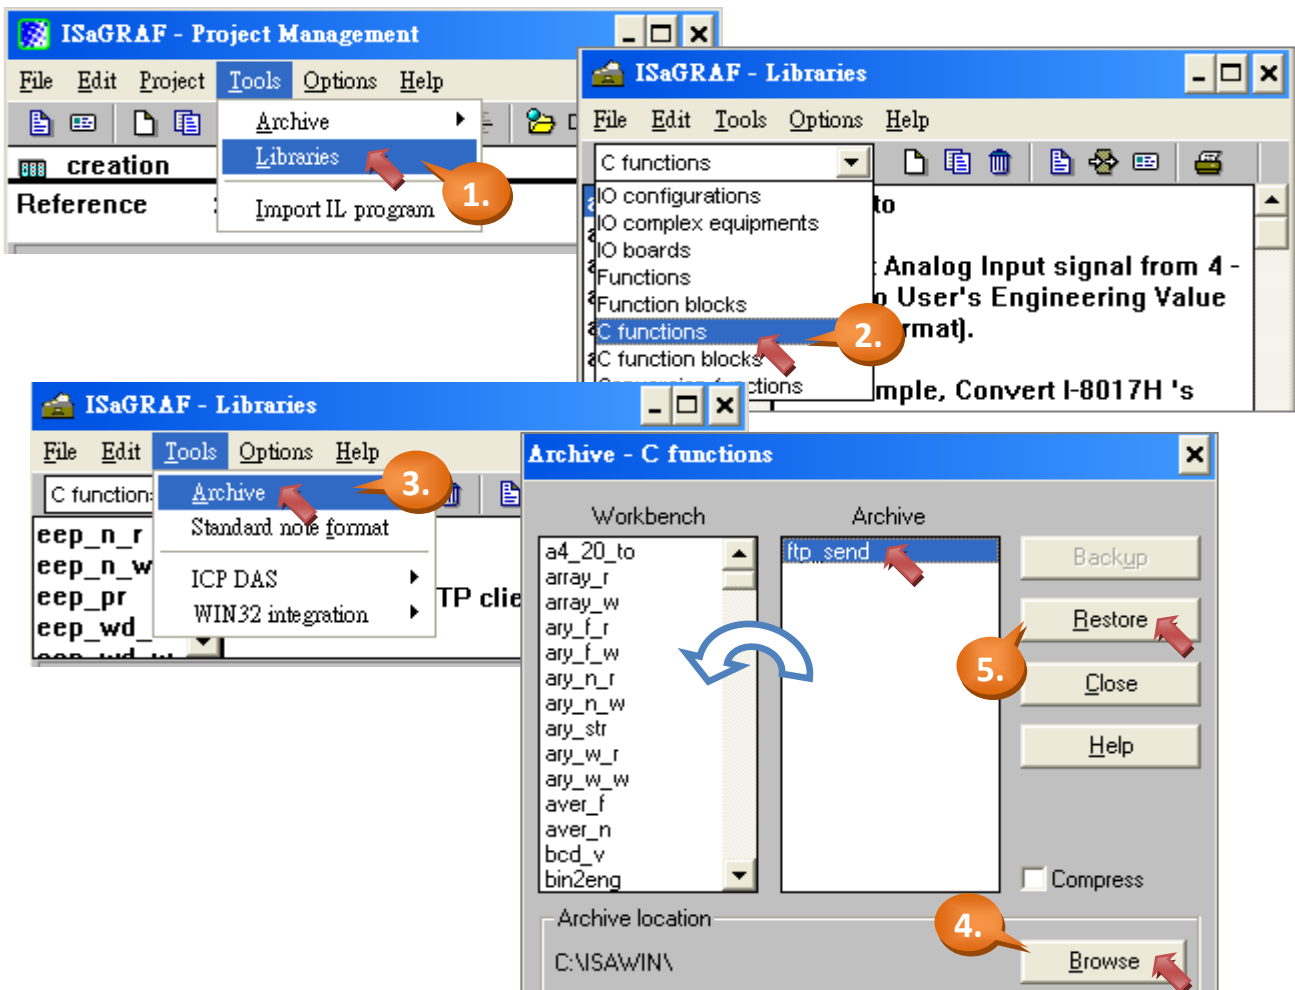 ISaGRAF - Project Management
File Edit Project Tools Options Help
Archive
Libraries
Import IL program
creation
Reference :
1.
ISaGRAF - Libraries
File Edit Tools Options Help
C functions
IO configurations
IO complex equipments
IO boards
Functions
Function blocks
C functions
C function blocks
Conversion functions
to
Analog Input signal from 4 -
User's Engineering Value
rmat).
mple, Convert I-8017H 's
2.
ISaGRAF - Libraries
File Edit Tools Options Help
C function
Archive
Standard note format
ICP DAS
WIN32 integration
eep_n_r
eep_n_w
eep_pr
eep_wd_
TP clie
3.
Archive - C functions
Workbench
a4_20_to
array_r
array_w
ary_f_r
ary_f_w
ary_n_r
ary_n_w
ary_str
ary_w_r
ary_w_w
aver_f
aver_n
bcd_v
bin2eng
Archive
ftp_send
Backup
Restore
5.
Close
Help
Compress
Archive location
C:\ISAWIN\
4.
Browse